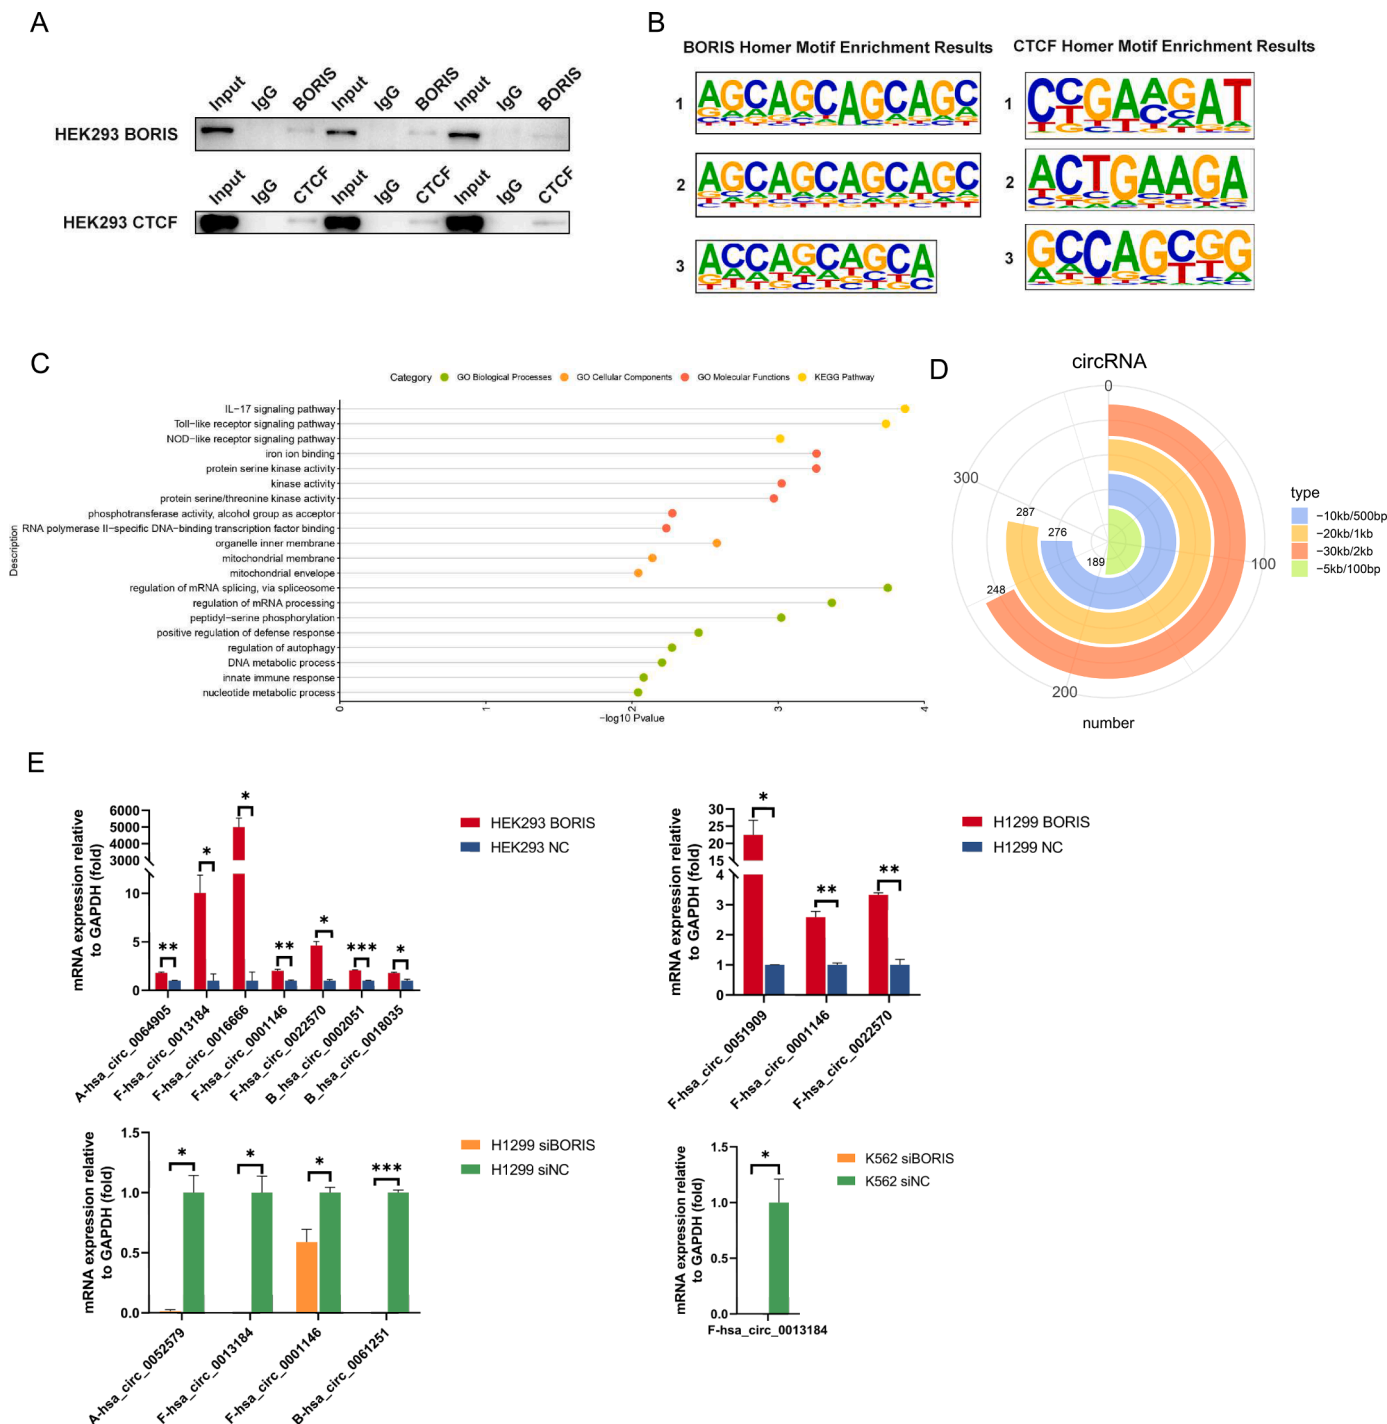 A
Input IgG BORIS Input IgG BORIS Input IgG BORIS
HEK293 BORIS
Input IgG CTCF Input IgG CTCF Input IgG CTCF
HEK293 CTCF
B
BORIS Homer Motif Enrichment Results
1
AGCAGCAGCAGC
2
AGCAGCAGCAGC
3
ACCAGCAGCA
CTCF Homer Motif Enrichment Results
1
CCGAAGAT
2
ACTGAAGA
3
GCCAGCGG
C
Category GO Biological Processes GO Cellular Components GO Molecular Functions KEGG Pathway
Description
IL−17 signaling pathway
Toll−like receptor signaling pathway
NOD−like receptor signaling pathway
iron ion binding
protein serine kinase activity
kinase activity
protein serine/threonine kinase activity
phosphotransferase activity, alcohol group as acceptor
RNA polymerase II−specific DNA−binding transcription factor binding
organelle inner membrane
mitochondrial membrane
mitochondrial envelope
regulation of mRNA splicing, via spliceosome
regulation of mRNA processing
peptidyl−serine phosphorylation
positive regulation of defense response
regulation of autophagy
DNA metabolic process
innate immune response
nucleotide metabolic process
0 1 2 3 4
−log10 Pvalue
D
circRNA
0
100
200
300
287
276
189
248
number
type
−10kb/500bp
−20kb/1kb
−30kb/2kb
−5kb/100bp
E
mRNA expression relative
to GAPDH (fold)
6000
5000
4000
3000
10
5
0
** * * ** * *** *
HEK293 BORIS
HEK293 NC
A-hsa_circ_0064905
F-hsa_circ_0013184
F-hsa_circ_0016666
F-hsa_circ_0001146
F-hsa_circ_0022570
B_hsa_circ_0002051
B_hsa_circ_0018035
mRNA expression relative
to GAPDH (fold)
30
25
20
15
4
3
2
1
0
* ** **
H1299 BORIS
H1299 NC
F-hsa_circ_0051909
F-hsa_circ_0001146
F-hsa_circ_0022570
mRNA expression relative
to GAPDH (fold)
1.5
1.0
0.5
0.0
* * * ***
H1299 siBORIS
H1299 siNC
A-hsa_circ_0052579
F-hsa_circ_0013184
F-hsa_circ_0001146
B-hsa_circ_0061251
mRNA expression relative
to GAPDH (fold)
1.5
1.0
0.5
0.0
*
K562 siBORIS
K562 siNC
F-hsa_circ_0013184